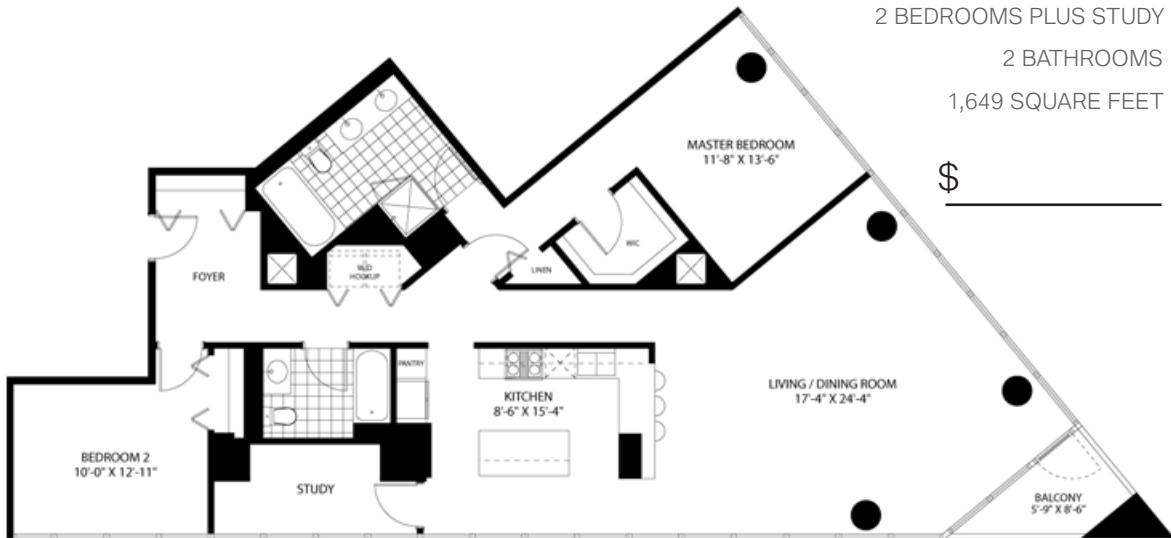 2 BEDROOMS PLUS STUDY
2 BATHROOMS
1,649 SQUARE FEET
$
MASTER BEDROOM
11'-8" X 13'-6"
WIC
LINEN
W/D
HOOKUP
FOYER
PANTRY
KITCHEN
8'-6" X 15'-4"
LIVING / DINING ROOM
17'-4" X 24'-4"
BEDROOM 2
10'-0" X 12'-11"
STUDY
BALCONY
5'-9" X 8'-6"